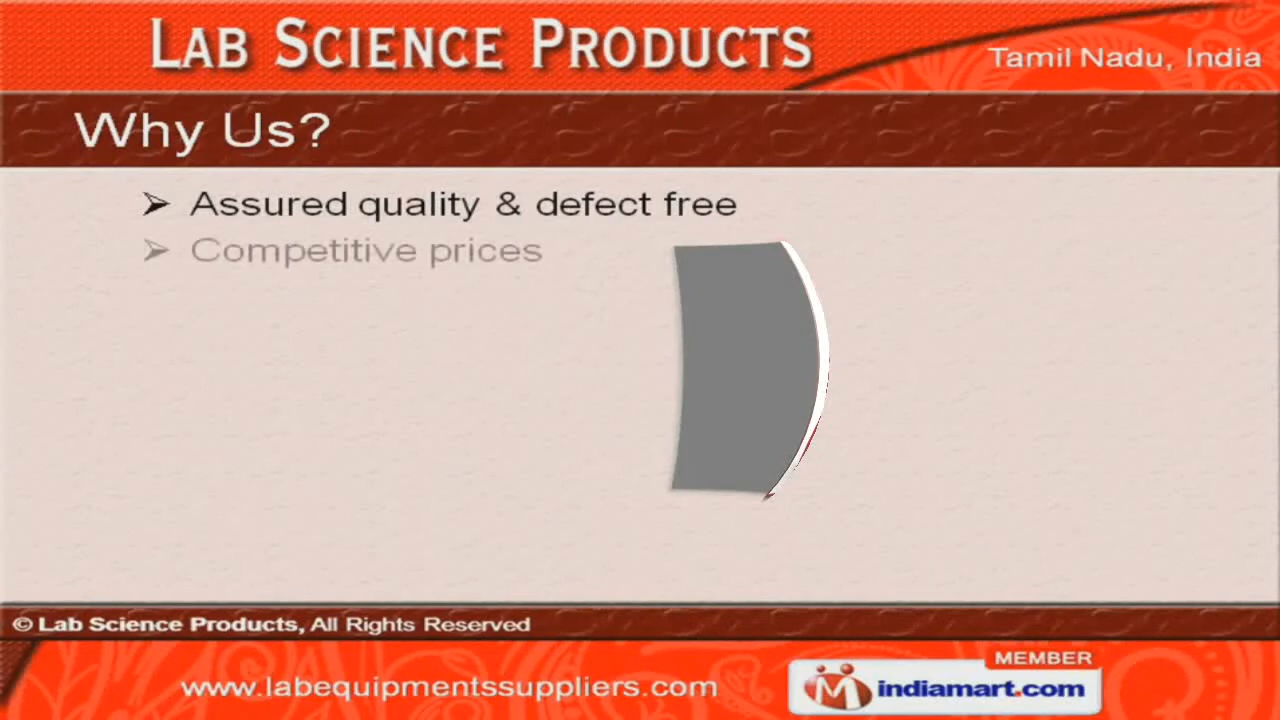 LAB SCIENCE PRODUCTS
Tamil Nadu, India
Why Us?
➢ Assured quality & defect free
➢ Competitive prices
© Lab Science Products, All Rights Reserved
www.labequipmentssuppliers.com
MEMBER
indiamart.com